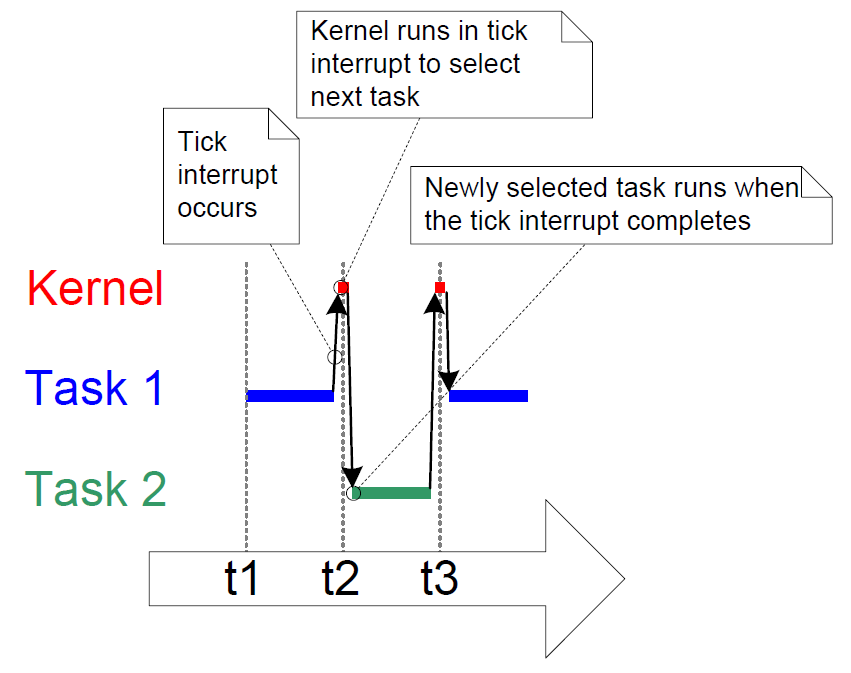 Kernel runs in tick
interrupt to select
next task
Tick
interrupt
occurs
Newly selected task runs when
the tick interrupt completes
Kernel
Task 1
Task 2
t1 t2 t3